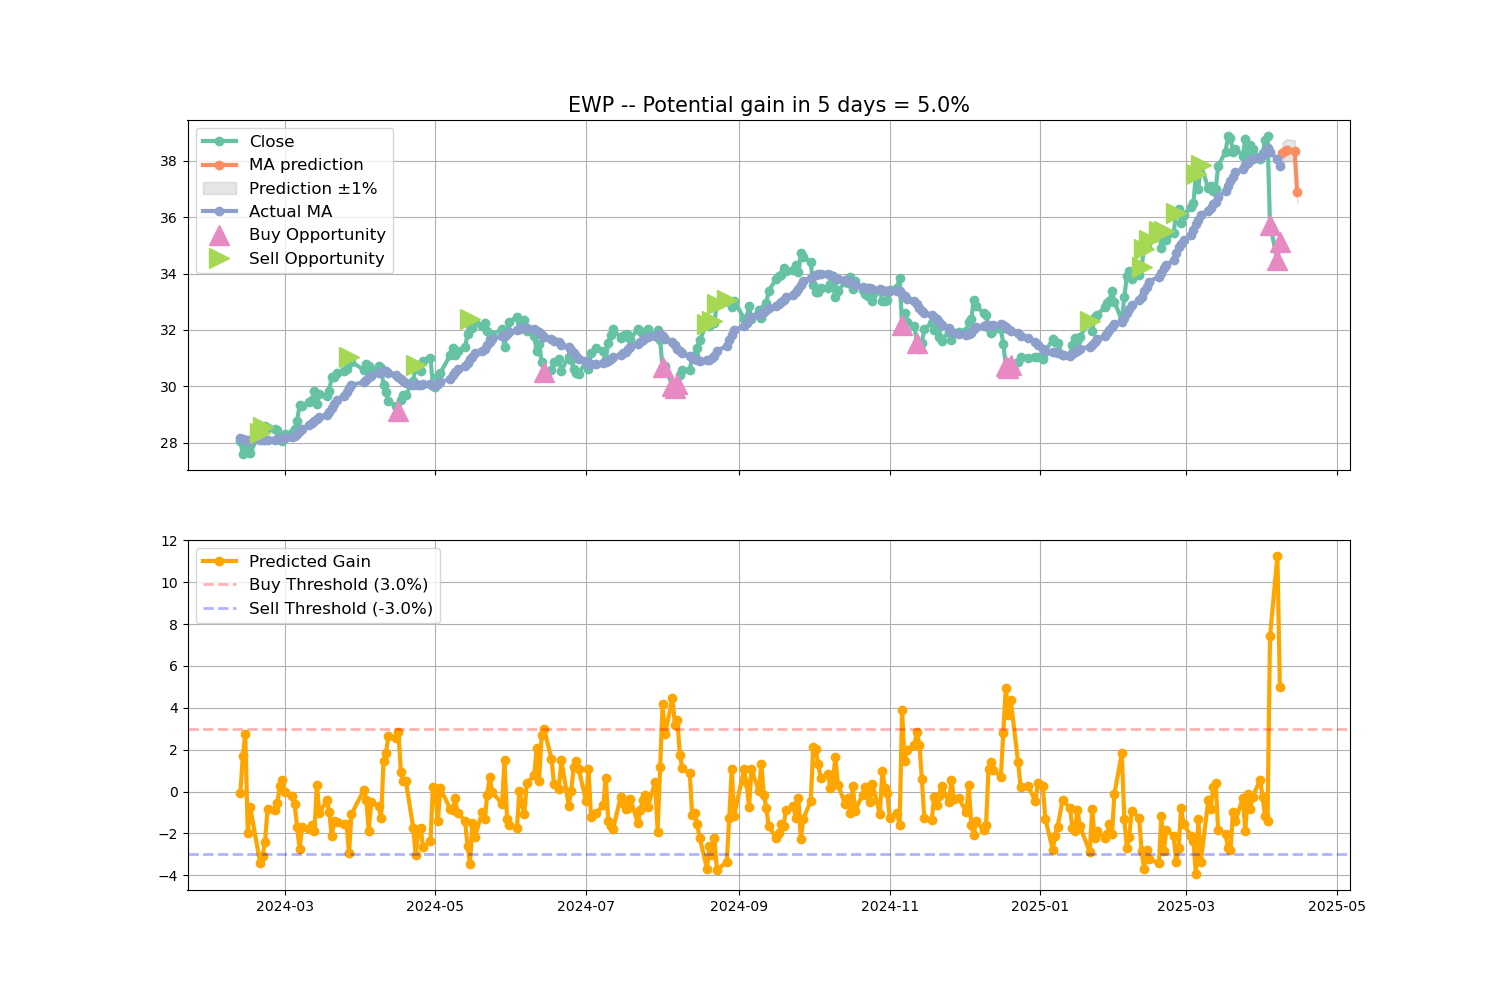 EWP -- Potential gain in 5 days = 5.0%
Close
MA prediction
Prediction ±1%
Actual MA
Buy Opportunity
Sell Opportunity
38
36
34
32
30
28
Predicted Gain
Buy Threshold (3.0%)
Sell Threshold (-3.0%)
12
10
8
6
4
2
0
−2
−4
2024-03 2024-05 2024-07 2024-09 2024-11 2025-01 2025-03 2025-05